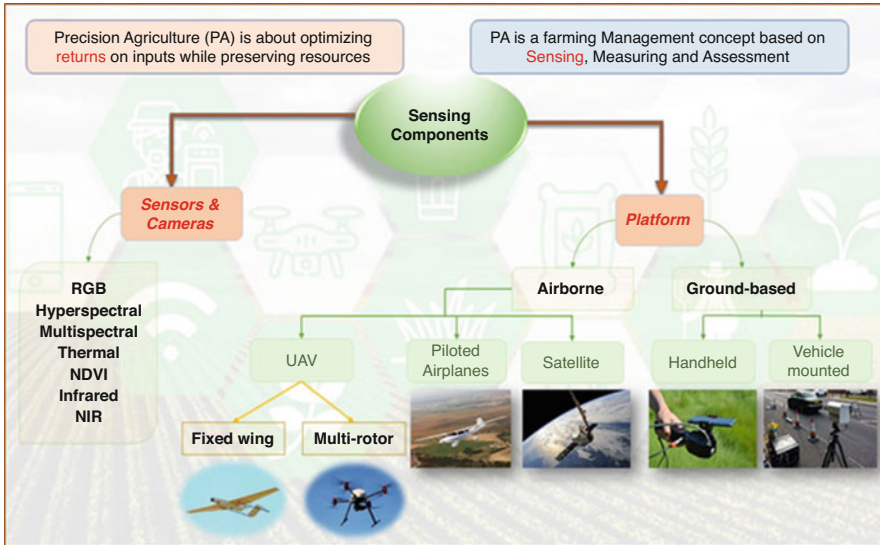 Precision Agriculture (PA) is about optimizing
returns on inputs while preserving resources
PA is a farming Management concept based on
Sensing, Measuring and Assessment
Sensing
Components
Sensors &
Cameras
Platform
RGB
Hyperspectral
Multispectral
Thermal
NDVI
Infrared
NIR
Airborne
Ground-based
UAV
Piloted
Airplanes
Satellite
Handheld
Vehicle
mounted
Fixed wing
Multi-rotor